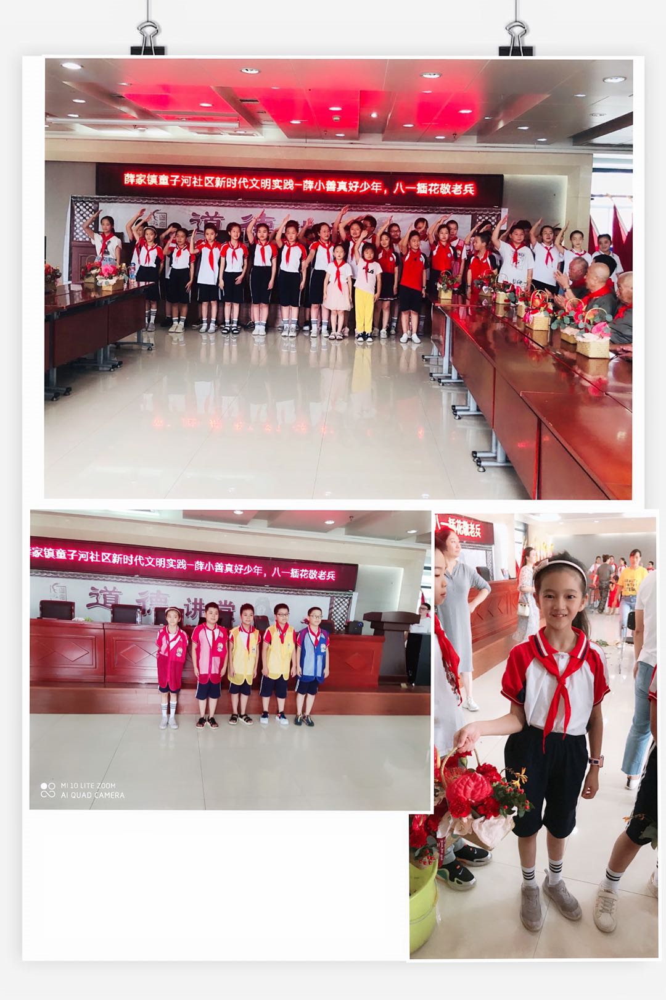 薛家镇童子河社区新时代文明实践-薛小善真好少年，八一插花敬老兵
道德
家镇童子河社区新时代文明实践-薛小善真好少年，八一插花敬老兵
道德讲堂
MI 10 LITE ZOOM
AI QUAD CAMERA
八一插花敬老兵